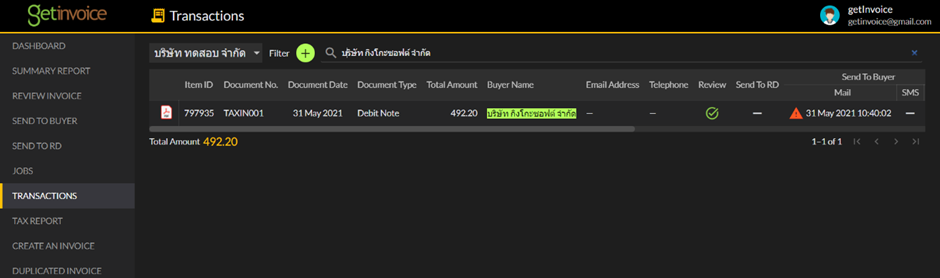 getinvoice
Transactions
getInvoice
getinvoice@gmail.com
DASHBOARD
SUMMARY REPORT
REVIEW INVOICE
SEND TO BUYER
SEND TO RD
JOBS
TRANSACTIONS
TAX REPORT
CREATE AN INVOICE
DUPLICATED INVOICE
บริษัท ทดสอบ จำกัด Filter + บริษัท กิงโกะซอฟต์ จำกัด ×
Send To Buyer
Item ID Document No. Document Date Document Type Total Amount Buyer Name Email Address Telephone Review Send To RD Mail SMS
797935 TAXIN001 31 May 2021 Debit Note 492.20 บริษัท กิงโกะซอฟต์ จำกัด — — — 31 May 2021 10:40:02 —
Total Amount 492.20
1–1 of 1